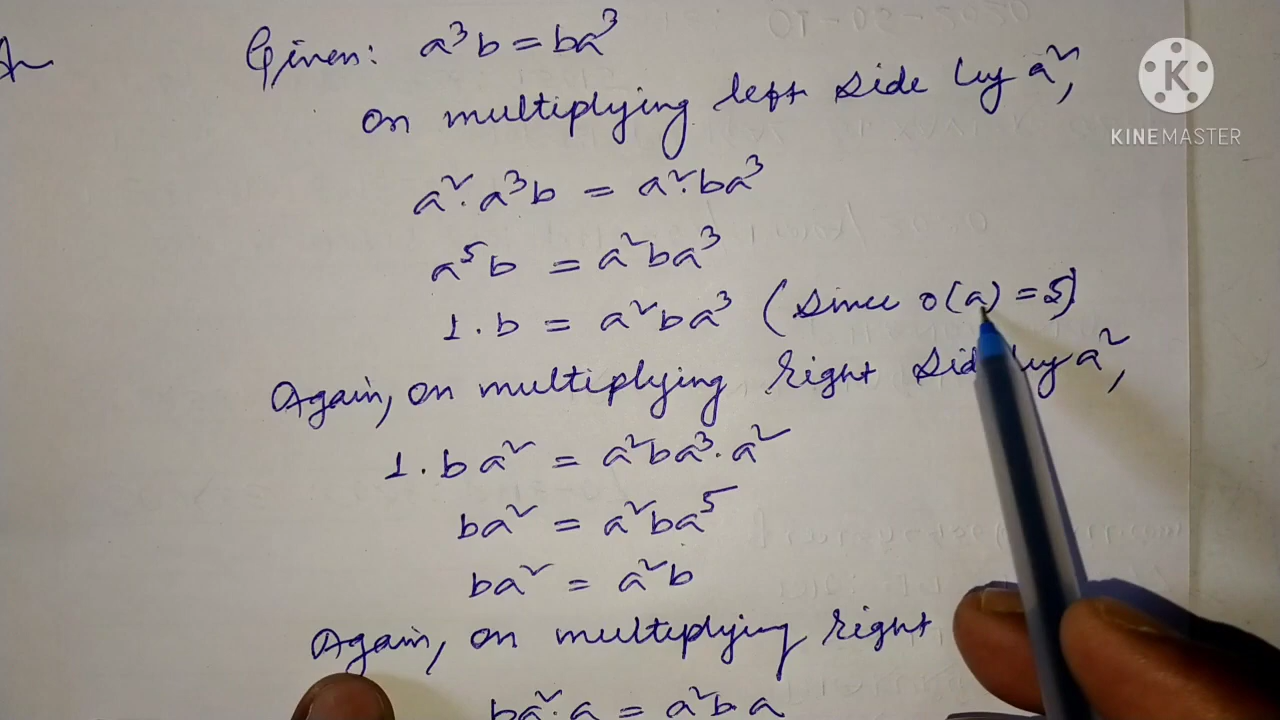 Given: a³b = ba³
On multiplying left side by a²,
a².a³b = a².ba³
a⁵b = a²ba³
1.b = a²ba³ (Since o(a) = 5)
Again, on multiplying right side by a²,
1.ba² = a²ba³.a²
ba² = a²ba⁵
ba² = a²b
Again, on multiplying right
ba².a = a²b.a
K
KINEMASTER